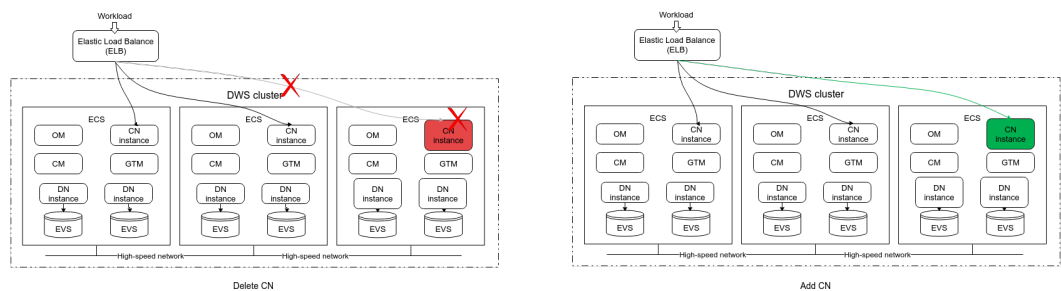 Workload
Elastic Load Balance
(ELB)
DWS cluster
ECS
OM
CN
instance
CM
GTM
DN
instance
DN
instance
EVS
EVS
ECS
OM
CN
instance
CM
GTM
DN
instance
DN
instance
EVS
EVS
ECS
OM
CN
instance
CM
GTM
DN
instance
DN
instance
EVS
EVS
High-speed network
High-speed network
Delete CN
Workload
Elastic Load Balance
(ELB)
DWS cluster
ECS
OM
CN
instance
CM
GTM
DN
instance
DN
instance
EVS
EVS
ECS
OM
CN
instance
CM
GTM
DN
instance
DN
instance
EVS
EVS
ECS
OM
CN
instance
CM
GTM
DN
instance
DN
instance
EVS
EVS
High-speed network
High-speed network
Add CN